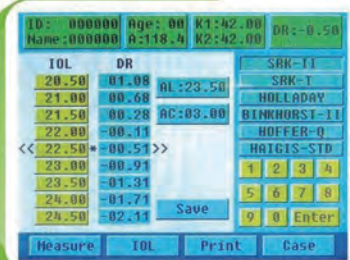 ID: 000000 Age: 00 K1:42.00 DR:-0.50
Name:000000 A:118.4 K2:42.00
IOL DR
20.50 01.08
21.00 00.68
21.50 00.28
22.00 -00.11
<< 22.50 * -00.51 >>
23.00 -00.91
23.50 -01.31
24.00 -01.71
24.50 -02.11
AL:23.50
AC:03.00
Save
SRK-II
SRK-T
HOLLADAY
BINKHORST-II
HOFFER-Q
HAIGIS-STD
1 2 3 4
5 6 7 8
9 0 Enter
Measure IOL Print Case